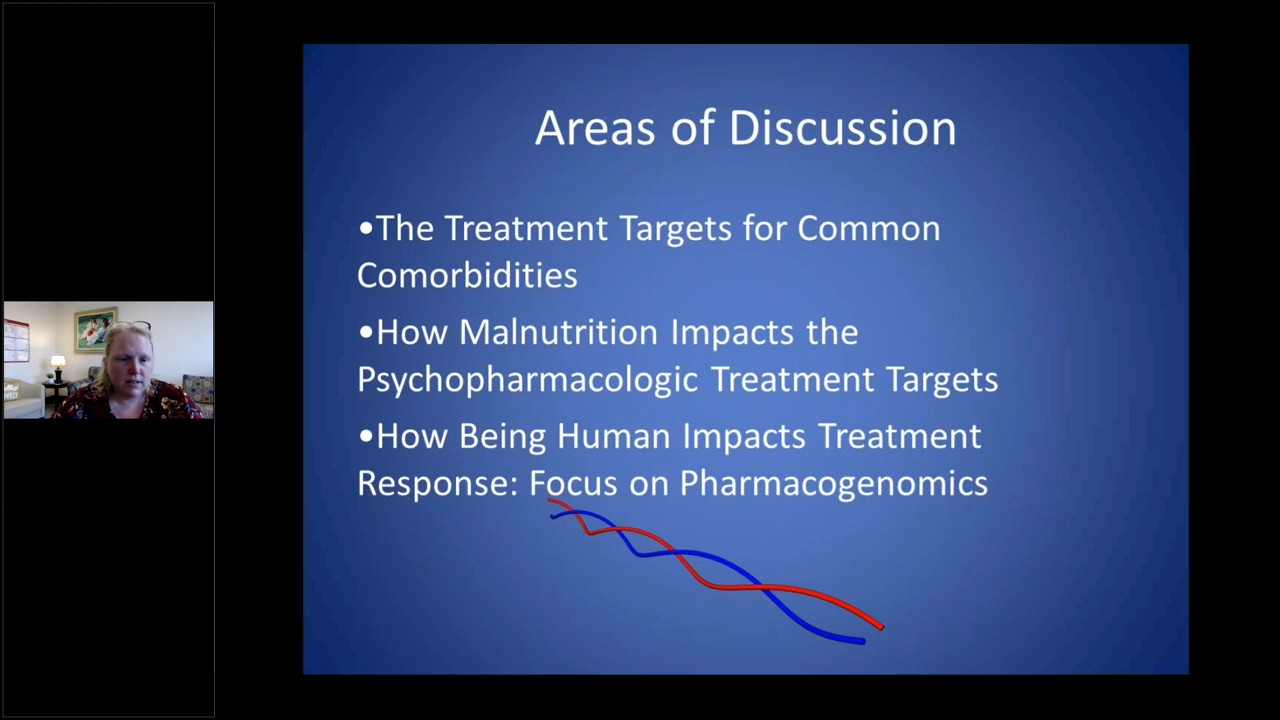 Areas of Discussion
•The Treatment Targets for Common
Comorbidities
•How Malnutrition Impacts the
Psychopharmacologic Treatment Targets
•How Being Human Impacts Treatment
Response: Focus on Pharmacogenomics